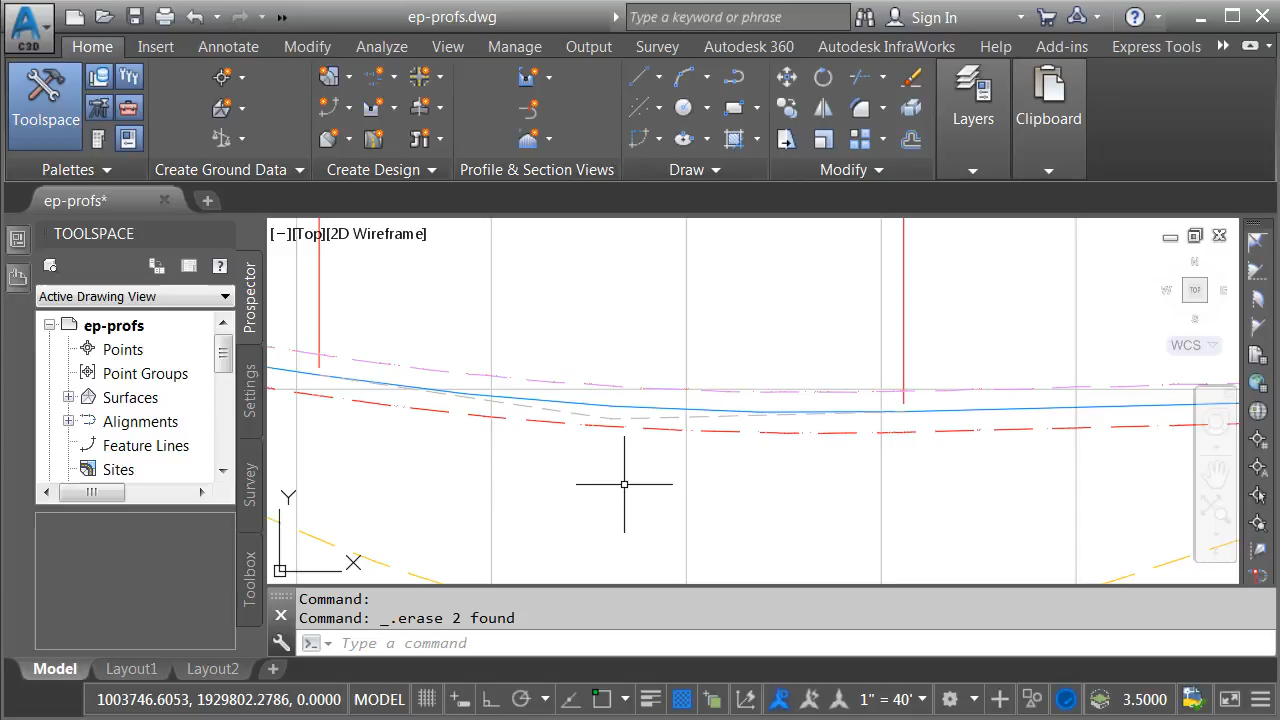 C3D
ep-profs.dwg
Type a keyword or phrase
Sign In
Home
Insert
Annotate
Modify
Analyze
View
Manage
Output
Survey
Autodesk 360
Autodesk InfraWorks
Help
Add-ins
Express Tools
Toolspace
Layers
Clipboard
Palettes
Create Ground Data
Create Design
Profile & Section Views
Draw
Modify
ep-profs*
TOOLSPACE
[−][Top][2D Wireframe]
Active Drawing View
ep-profs
Points
Point Groups
Surfaces
Alignments
Feature Lines
Sites
Prospector
Settings
Survey
Toolbox
N
W
TOP
E
S
WCS
Y
X
Command:
Command: _.erase 2 found
Type a command
Model
Layout1
Layout2
1003746.6053, 1929802.2786, 0.0000
MODEL
1" = 40'
3.5000